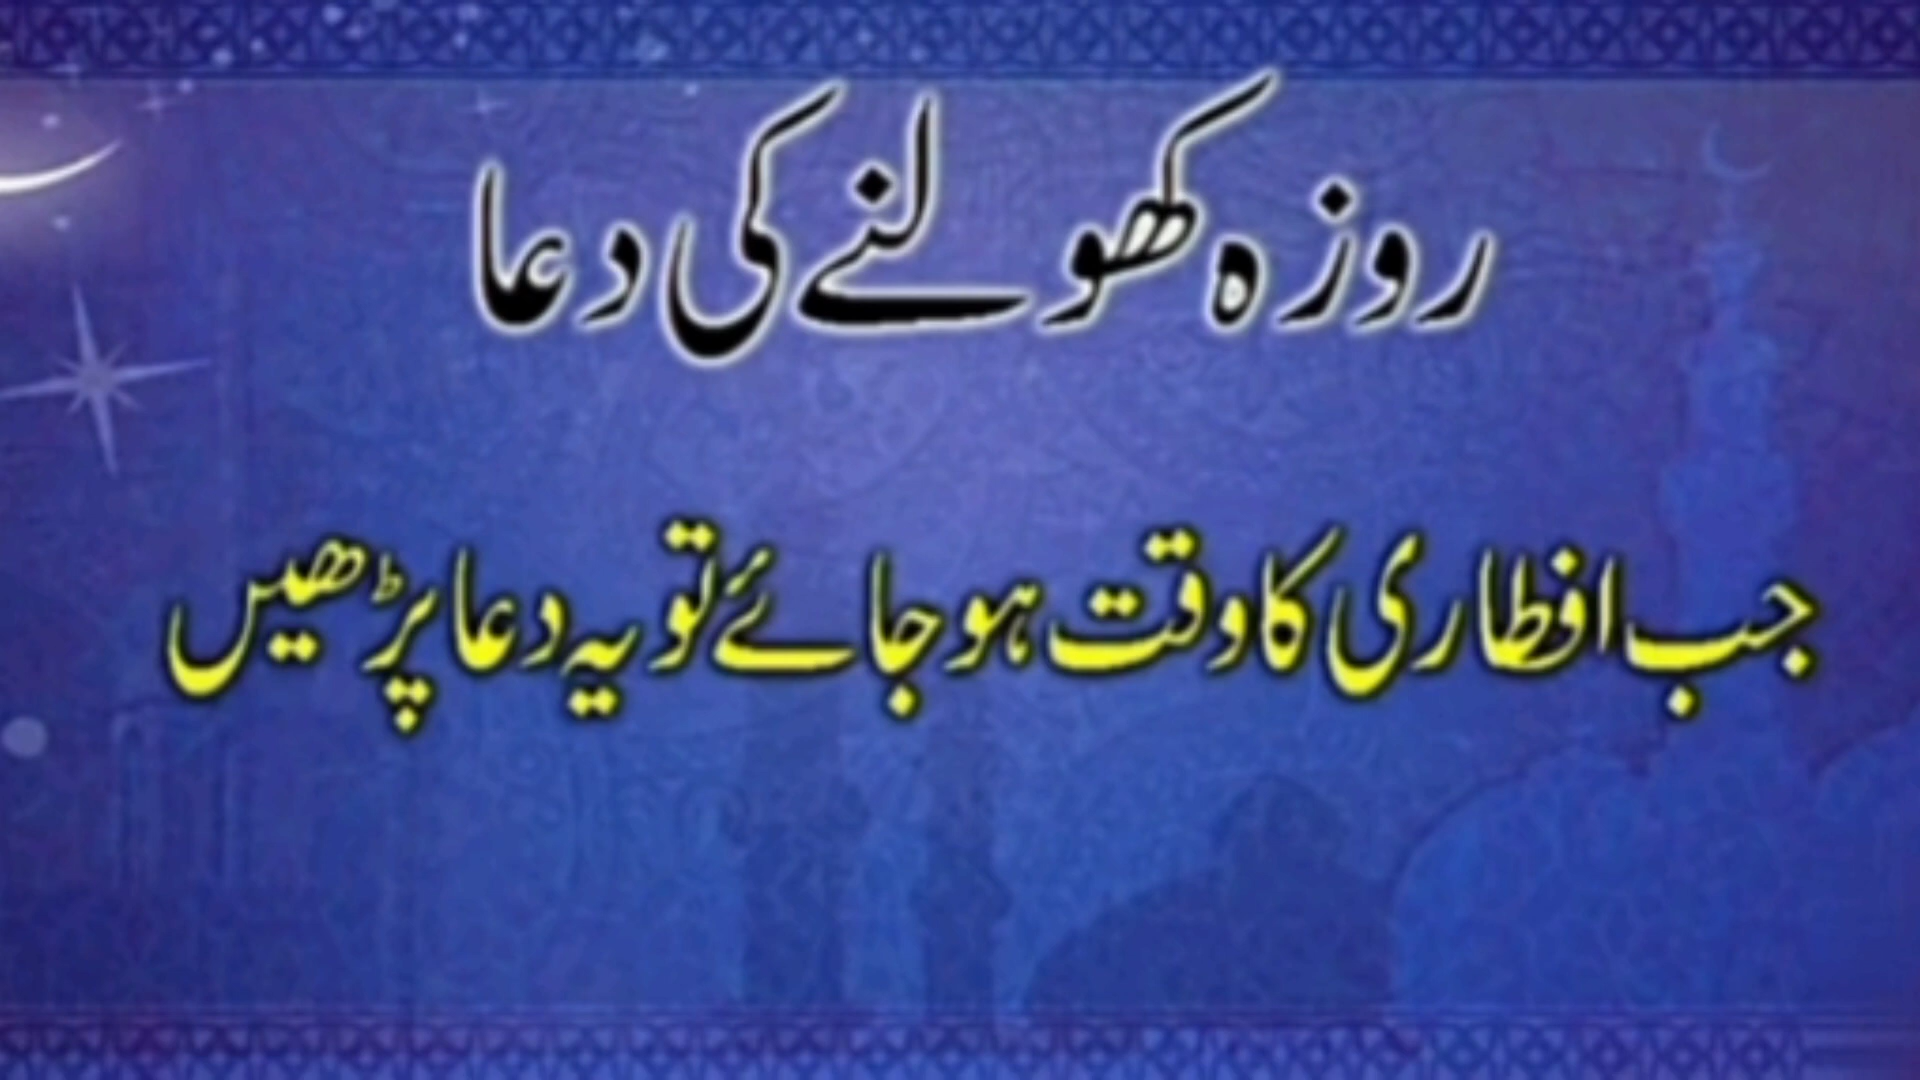 روزہ کھولنے کی دعا
جب افطاری کا وقت ہو جائے تو یہ دعا پڑھیں